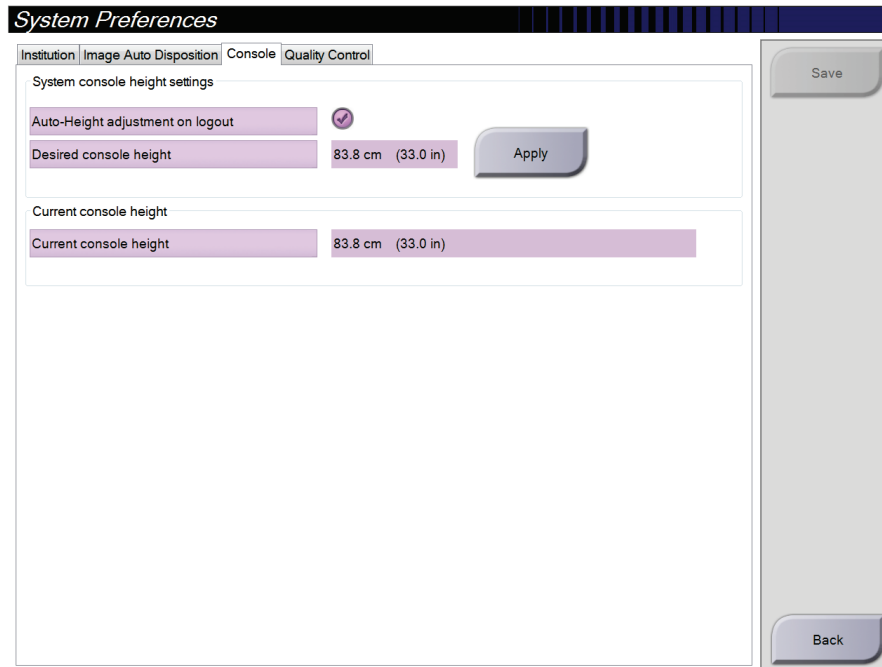 System Preferences
Institution Image Auto Disposition Console Quality Control
Save
System console height settings
Auto-Height adjustment on logout
Desired console height 83.8 cm (33.0 in) Apply
Current console height
Current console height 83.8 cm (33.0 in)
Back